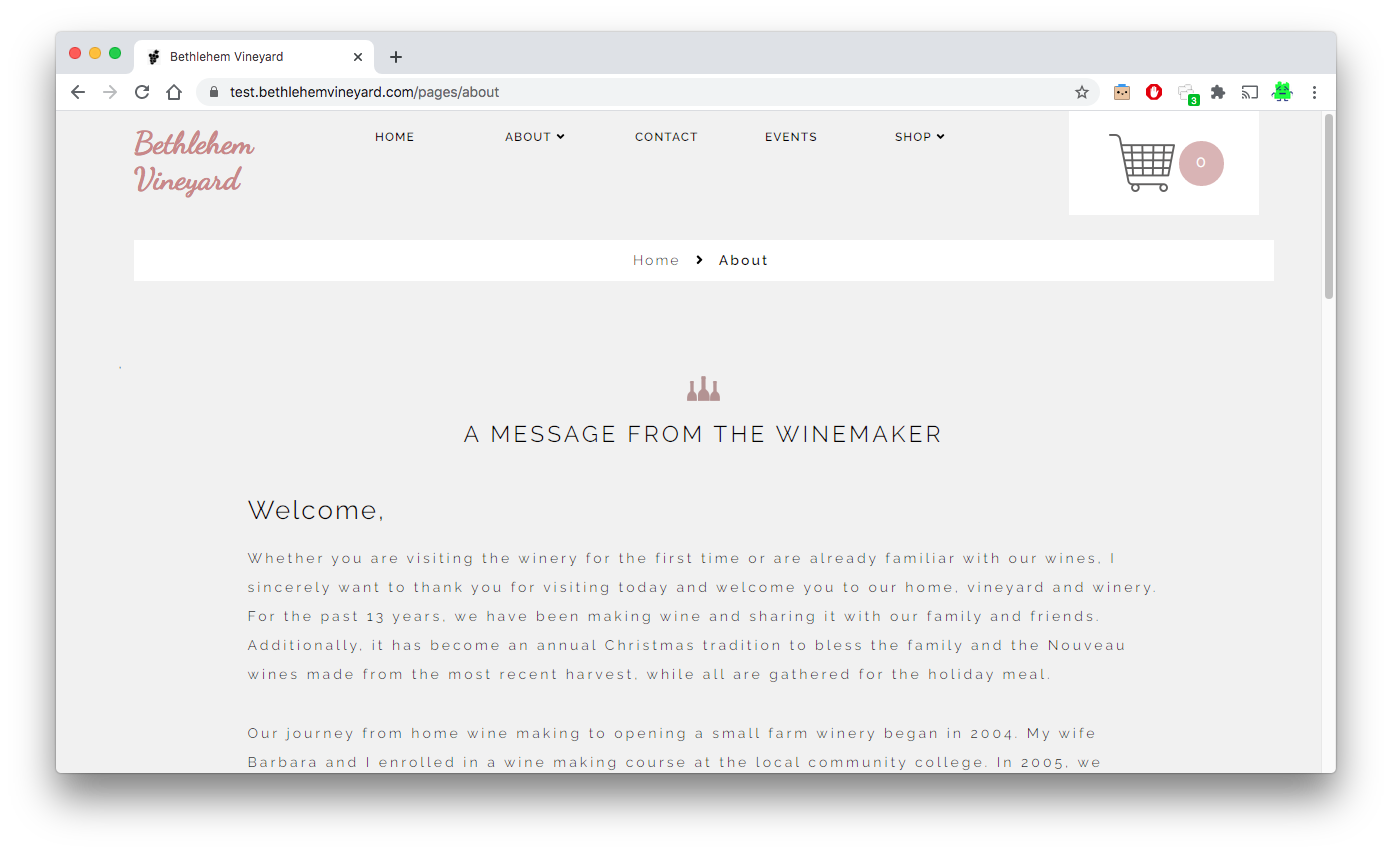 Bethlehem Vineyard
test.bethlehemvineyard.com/pages/about
3
Bethlehem
Vineyard
HOME
ABOUT
CONTACT
EVENTS
SHOP
0
Home
About
A MESSAGE FROM THE WINEMAKER
Welcome,
Whether you are visiting the winery for the first time or are already familiar with our wines, I
sincerely want to thank you for visiting today and welcome you to our home, vineyard and winery.
For the past 13 years, we have been making wine and sharing it with our family and friends.
Additionally, it has become an annual Christmas tradition to bless the family and the Nouveau
wines made from the most recent harvest, while all are gathered for the holiday meal.
Our journey from home wine making to opening a small farm winery began in 2004. My wife
Barbara and I enrolled in a wine making course at the local community college. In 2005, we